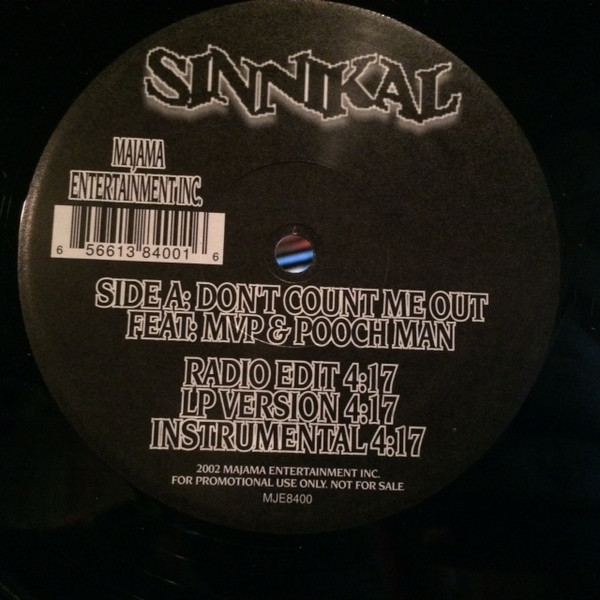 SINNIKAL
MAJAMA
ENTERTAINMENT INC.
6 56613 84001 6
SIDE A: DON'T COUNT ME OUT
FEAT: MVP & POOCH MAN
RADIO EDIT 4:17
LP VERSION 4:17
INSTRUMENTAL 4:17
2002 MAJAMA ENTERTAINMENT INC.
FOR PROMOTIONAL USE ONLY. NOT FOR SALE
MJE8400